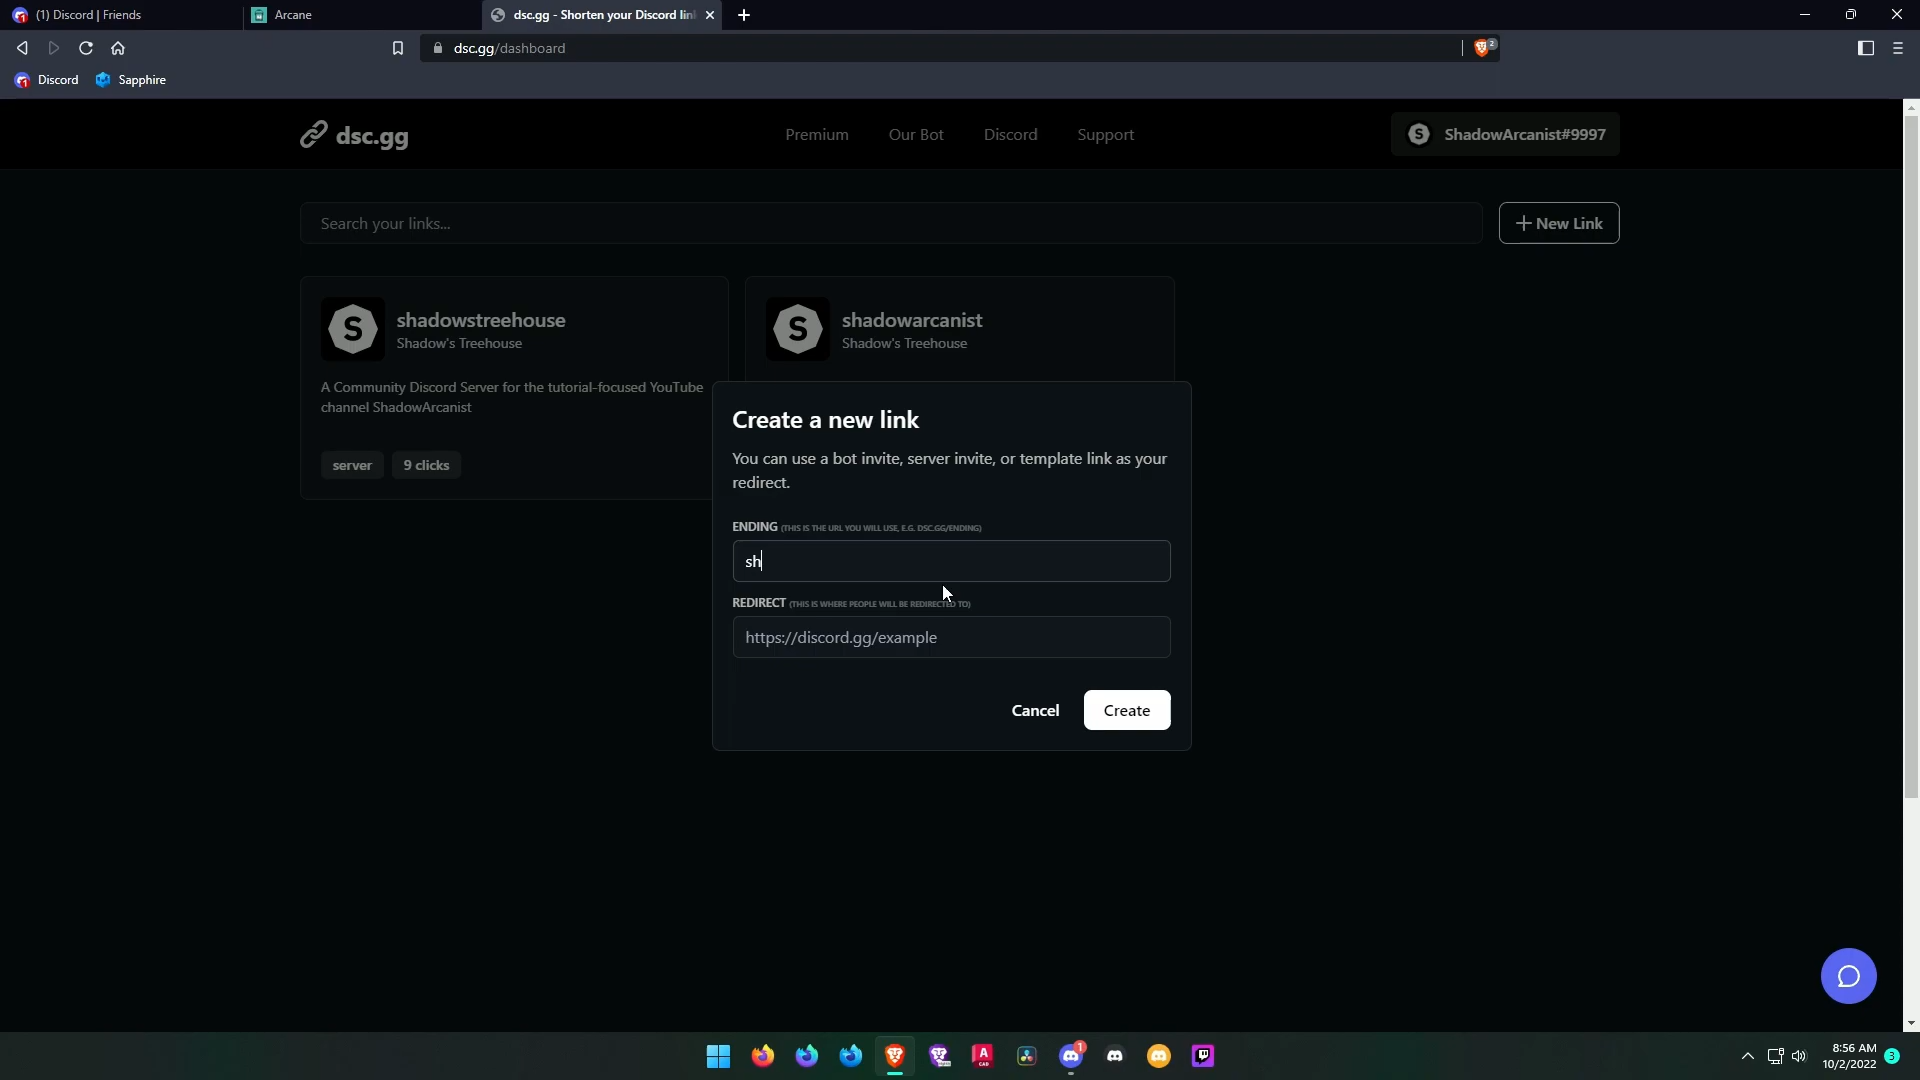 (1) Discord | Friends
Arcane
dsc.gg - Shorten your Discord lin
dsc.gg/dashboard
2
Discord
Sapphire
dsc.gg
Premium
Our Bot
Discord
Support
S
ShadowArcanist#9997
Search your links...
New Link
S
shadowstreehouse
Shadow's Treehouse
A Community Discord Server for the tutorial-focused YouTube
channel ShadowArcanist
server
9 clicks
S
shadowarcanist
Shadow's Treehouse
Create a new link
You can use a bot invite, server invite, or template link as your
redirect.
ENDING (THIS IS THE URL YOU WILL USE, E.G. DSC.GG/ENDING)
sh
REDIRECT (THIS IS WHERE PEOPLE WILL BE REDIRECTED TO)
https://discord.gg/example
Cancel
Create
A
CAD
1
8:56 AM
10/2/2022
3